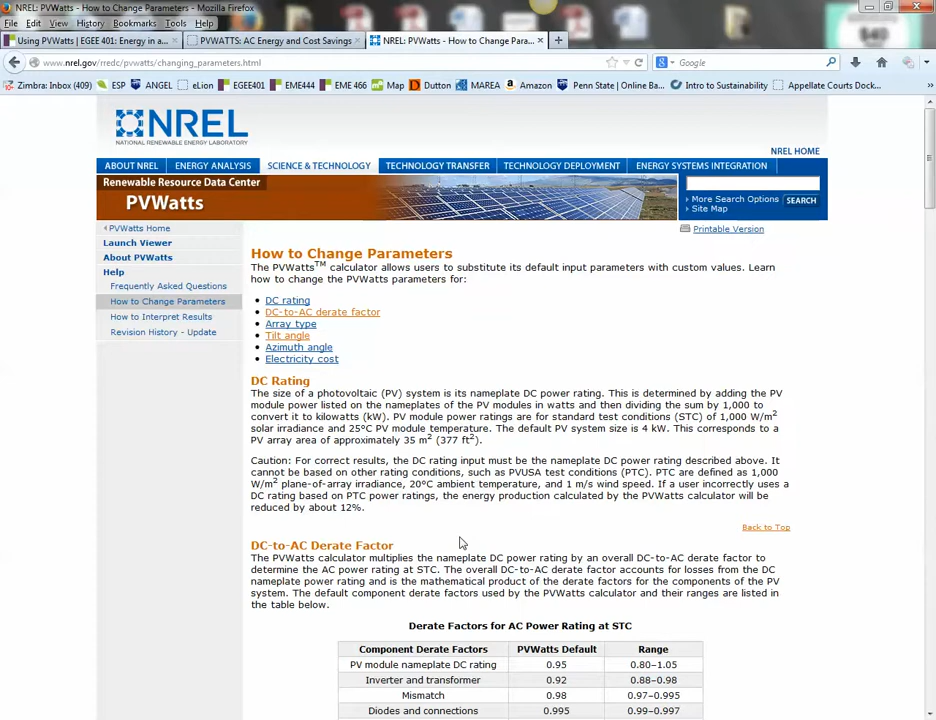 NREL: PVWatts - How to Change Parameters - Mozilla Firefox
File Edit View History Bookmarks Tools Help
Using PVWatts | EGEE 401: Energy in a... × PVWATTS: AC Energy and Cost Savings × NREL: PVWatts - How to Change Para... × +
www.nrel.gov/rredc/pvwatts/changing_parameters.html Google
Zimbra: Inbox (409) ESP ANGEL eLion EGEE401 EME444 EME 466 Map Dutton MAREA Amazon Penn State | Online Ba... Intro to Sustainability Appellate Courts Dock... »
NREL
NATIONAL RENEWABLE ENERGY LABORATORY
NREL HOME
ABOUT NREL ENERGY ANALYSIS SCIENCE & TECHNOLOGY TECHNOLOGY TRANSFER TECHNOLOGY DEPLOYMENT ENERGY SYSTEMS INTEGRATION
Renewable Resource Data Center
PVWatts
More Search Options SEARCH
Site Map
Printable Version
PVWatts Home
Launch Viewer
About PVWatts
Help
Frequently Asked Questions
How to Change Parameters
How to Interpret Results
Revision History - Update
How to Change Parameters
The PVWatts™ calculator allows users to substitute its default input parameters with custom values. Learn
how to change the PVWatts parameters for:
• DC rating
• DC-to-AC derate factor
• Array type
• Tilt angle
• Azimuth angle
• Electricity cost
DC Rating
The size of a photovoltaic (PV) system is its nameplate DC power rating. This is determined by adding the PV
module power listed on the nameplates of the PV modules in watts and then dividing the sum by 1,000 to
convert it to kilowatts (kW). PV module power ratings are for standard test conditions (STC) of 1,000 W/m²
solar irradiance and 25°C PV module temperature. The default PV system size is 4 kW. This corresponds to a
PV array area of approximately 35 m² (377 ft²).
Caution: For correct results, the DC rating input must be the nameplate DC power rating described above. It
cannot be based on other rating conditions, such as PVUSA test conditions (PTC). PTC are defined as 1,000
W/m² plane-of-array irradiance, 20°C ambient temperature, and 1 m/s wind speed. If a user incorrectly uses a
DC rating based on PTC power ratings, the energy production calculated by the PVWatts calculator will be
reduced by about 12%.
Back to Top
DC-to-AC Derate Factor
The PVWatts calculator multiplies the nameplate DC power rating by an overall DC-to-AC derate factor to
determine the AC power rating at STC. The overall DC-to-AC derate factor accounts for losses from the DC
nameplate power rating and is the mathematical product of the derate factors for the components of the PV
system. The default component derate factors used by the PVWatts calculator and their ranges are listed in
the table below.
Derate Factors for AC Power Rating at STC
Component Derate Factors PVWatts Default Range
PV module nameplate DC rating 0.95 0.80–1.05
Inverter and transformer 0.92 0.88–0.98
Mismatch 0.98 0.97–0.995
Diodes and connections 0.995 0.99–0.997